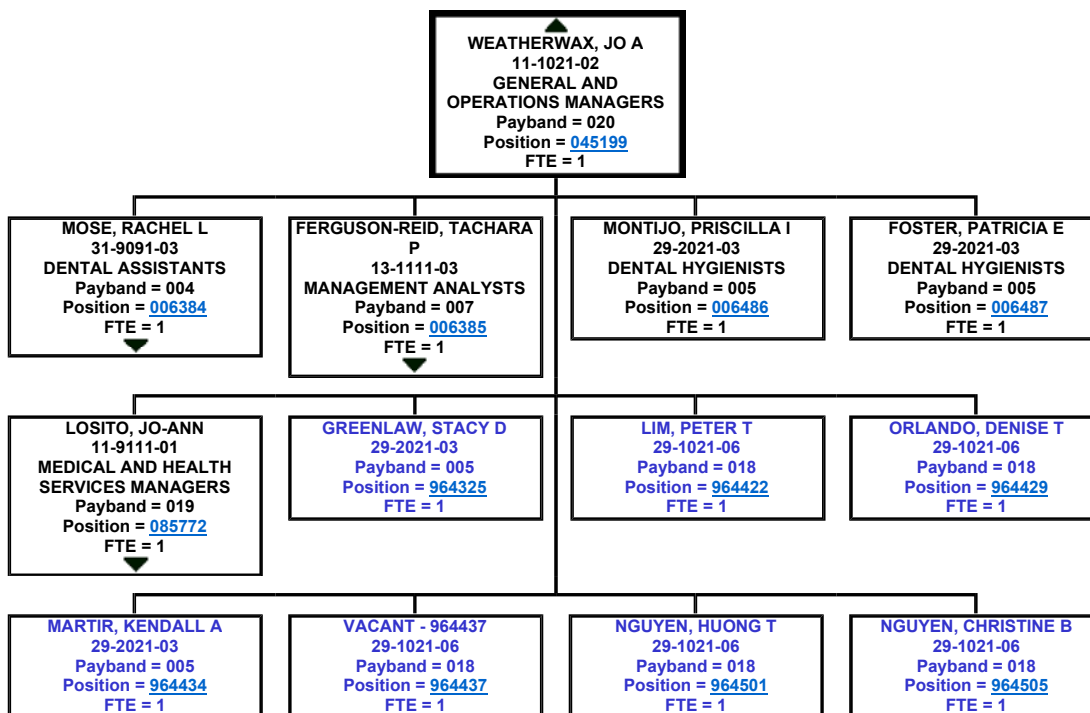 WEATHERWAX, JO A
11-1021-02
GENERAL AND
OPERATIONS MANAGERS
Payband = 020
Position = 045199
FTE = 1
MOSE, RACHEL L
31-9091-03
DENTAL ASSISTANTS
Payband = 004
Position = 006384
FTE = 1
FERGUSON-REID, TACHARA
P
13-1111-03
MANAGEMENT ANALYSTS
Payband = 007
Position = 006385
FTE = 1
MONTIJO, PRISCILLA I
29-2021-03
DENTAL HYGIENISTS
Payband = 005
Position = 006486
FTE = 1
FOSTER, PATRICIA E
29-2021-03
DENTAL HYGIENISTS
Payband = 005
Position = 006487
FTE = 1
LOSITO, JO-ANN
11-9111-01
MEDICAL AND HEALTH
SERVICES MANAGERS
Payband = 019
Position = 085772
FTE = 1
GREENLAW, STACY D
29-2021-03
Payband = 005
Position = 964325
FTE = 1
LIM, PETER T
29-1021-06
Payband = 018
Position = 964422
FTE = 1
ORLANDO, DENISE T
29-1021-06
Payband = 018
Position = 964429
FTE = 1
MARTIR, KENDALL A
29-2021-03
Payband = 005
Position = 964434
FTE = 1
VACANT - 964437
29-1021-06
Payband = 018
Position = 964437
FTE = 1
NGUYEN, HUONG T
29-1021-06
Payband = 018
Position = 964501
FTE = 1
NGUYEN, CHRISTINE B
29-1021-06
Payband = 018
Position = 964505
FTE = 1